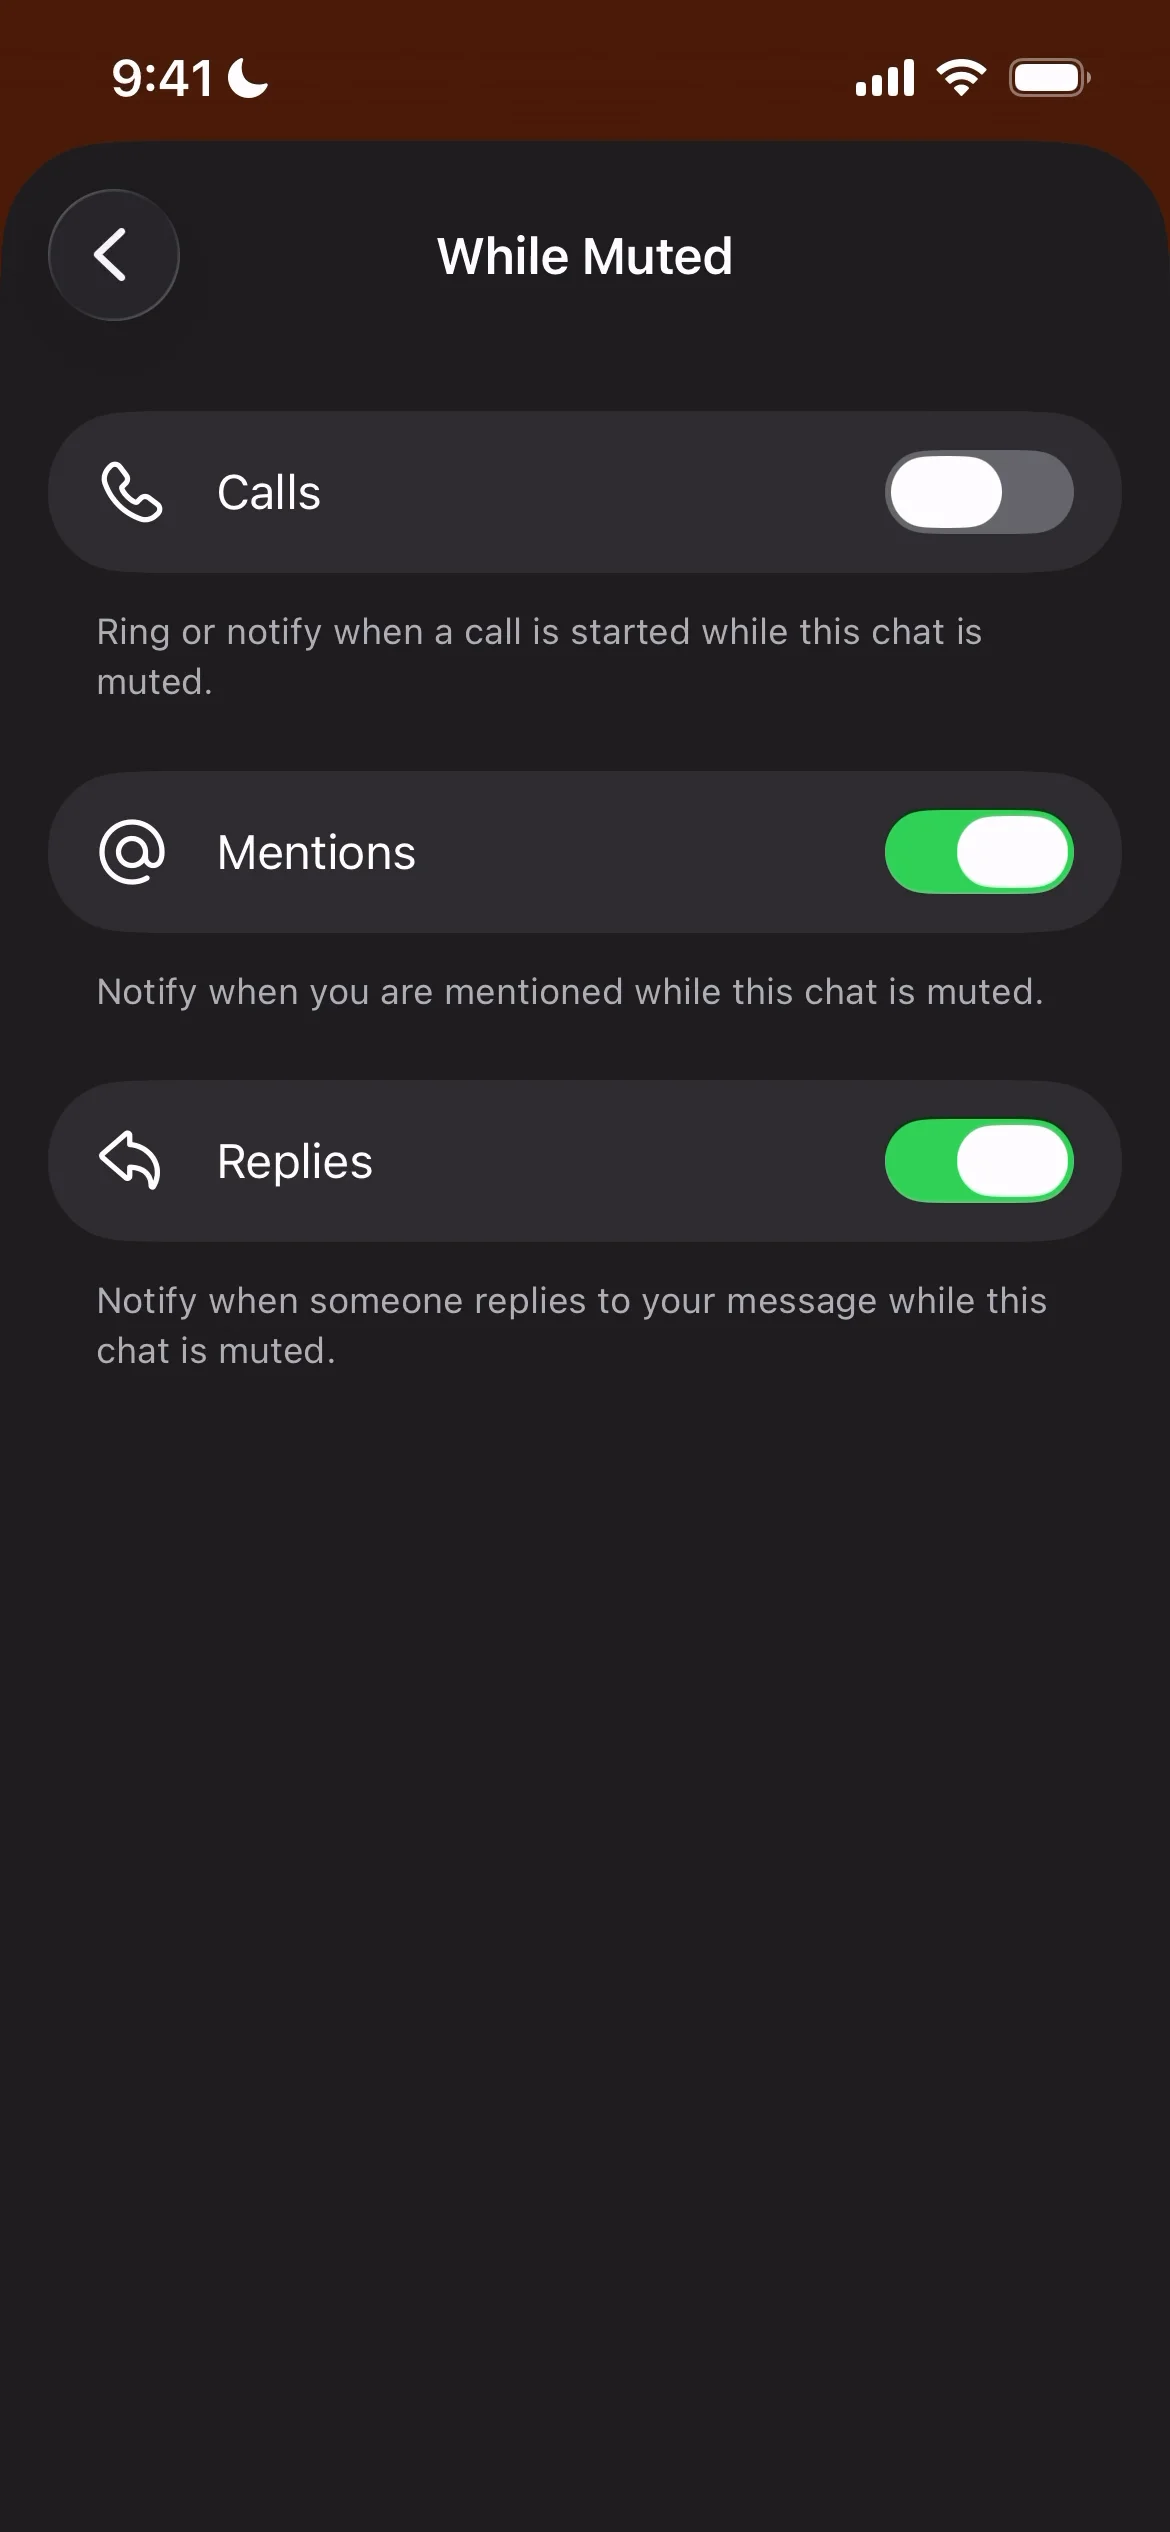 9:41
While Muted
Calls
Ring or notify when a call is started while this chat is
muted.
Mentions
Notify when you are mentioned while this chat is muted.
Replies
Notify when someone replies to your message while this
chat is muted.